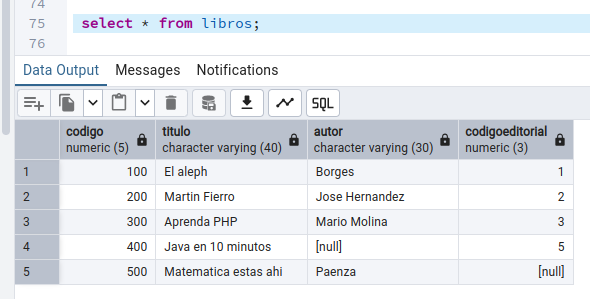 74
75 select * from libros;
76
Data Output Messages Notifications
SQL
codigo titulo autor codigoeditorial
numeric (5) character varying (40) character varying (30) numeric (3)
1 100 El aleph Borges 1
2 200 Martin Fierro Jose Hernandez 2
3 300 Aprenda PHP Mario Molina 3
4 400 Java en 10 minutos [null] 5
5 500 Matematica estas ahi Paenza [null]